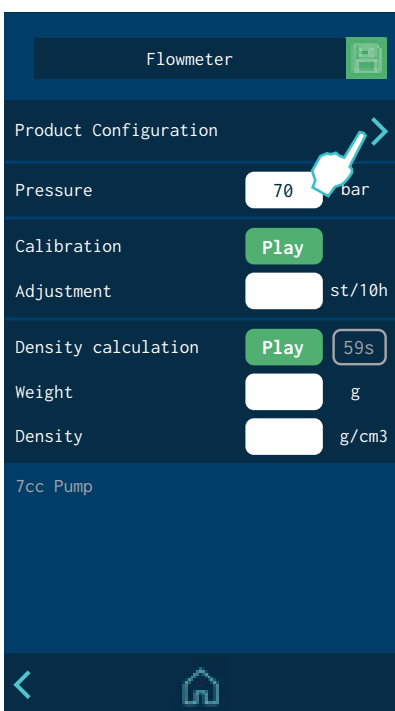 Flowmeter
Product Configuration
Pressure 70 bar
Calibration Play
Adjustment st/10h
Density calculation Play 59s
Weight g
Density g/cm3
7cc Pump